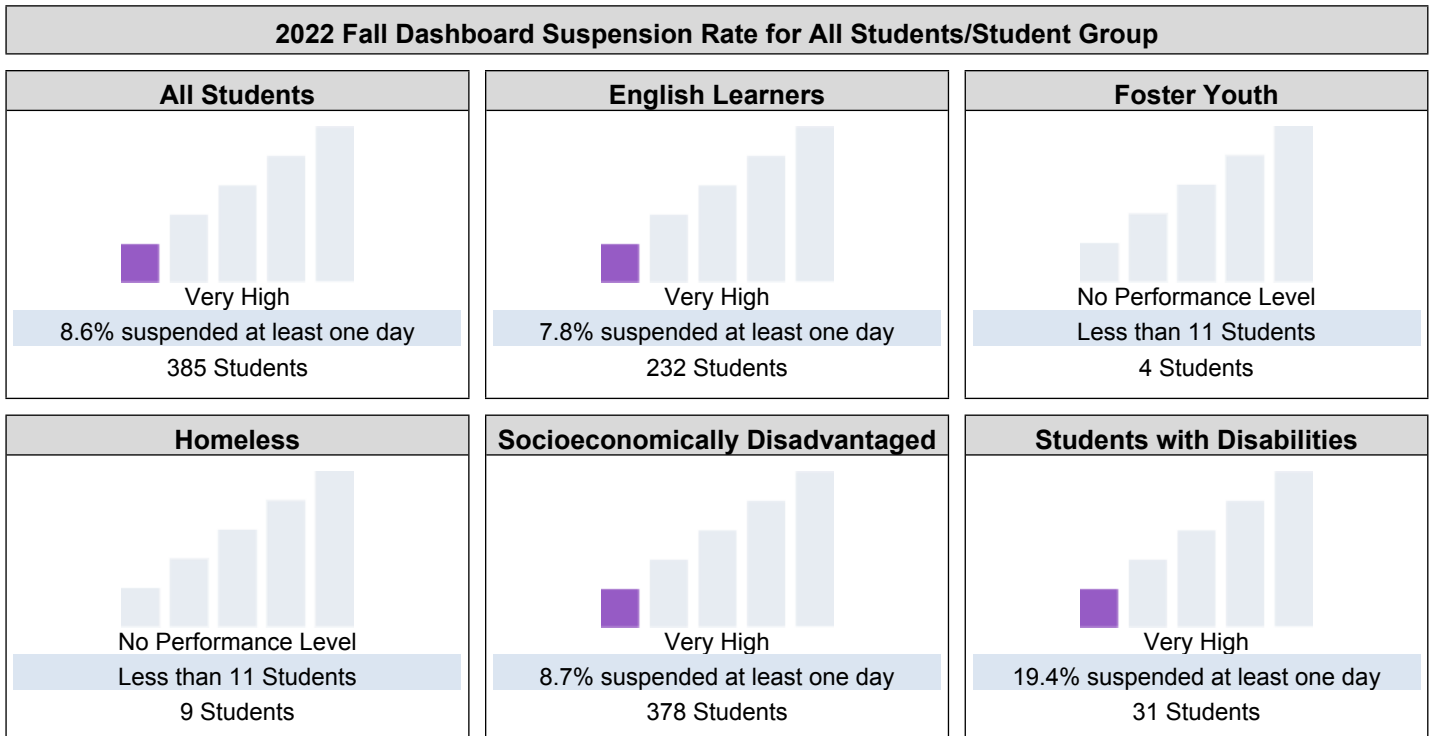 2022 Fall Dashboard Suspension Rate for All Students/Student Group
All Students
Very High
8.6% suspended at least one day
385 Students
English Learners
Very High
7.8% suspended at least one day
232 Students
Foster Youth
No Performance Level
Less than 11 Students
4 Students
Homeless
No Performance Level
Less than 11 Students
9 Students
Socioeconomically Disadvantaged
Very High
8.7% suspended at least one day
378 Students
Students with Disabilities
Very High
19.4% suspended at least one day
31 Students